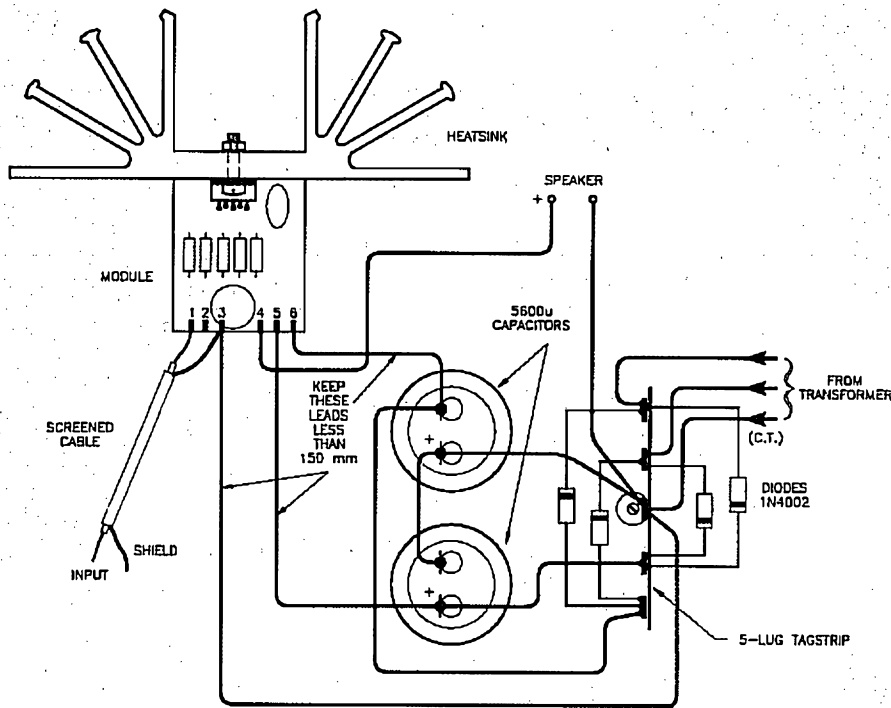 HEATSINK
SPEAKER
+
MODULE
1 2 3 4 5 6
5600u
CAPACITORS
KEEP
THESE
LEADS
LESS
THAN
150 mm
FROM
TRANSFORMER
(C.T.)
SCREENED
CABLE
+
DIODES
1N4002
SHIELD
INPUT
+
5-LUG TAGSTRIP